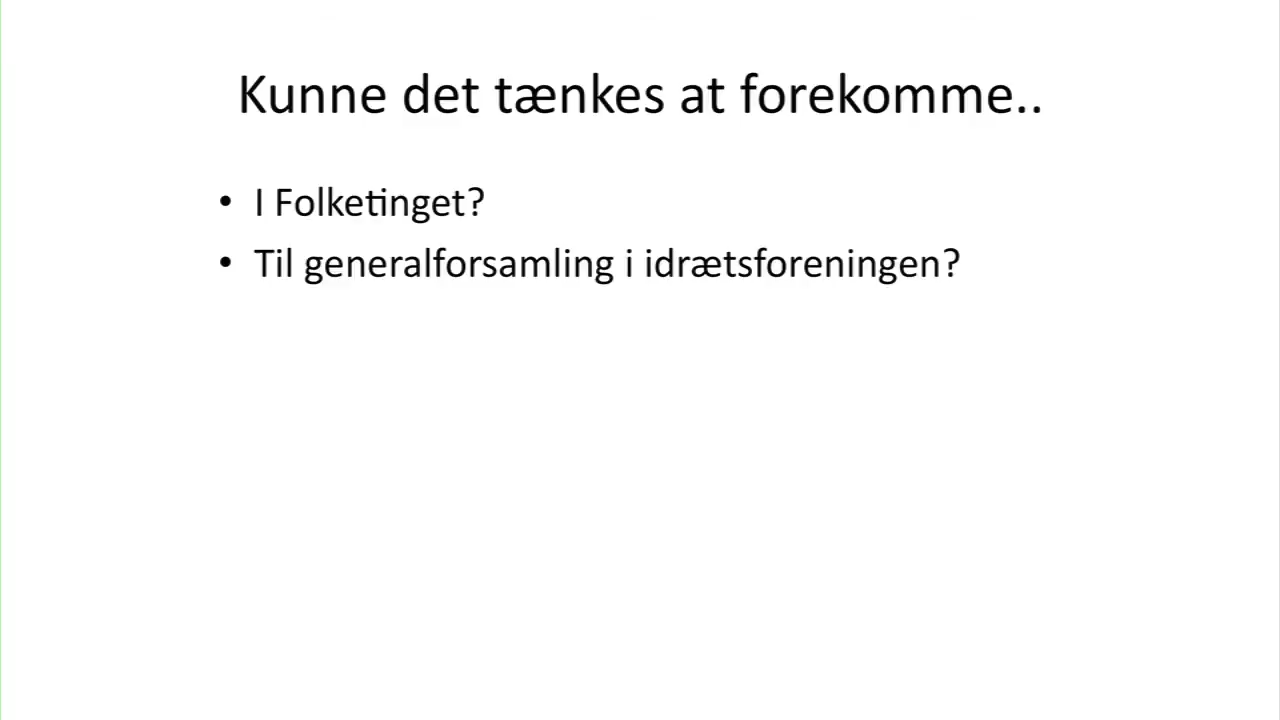 Kunne det tænkes at forekomme..
• I Folketinget?
• Til generalforsamling i idrætsforeningen?